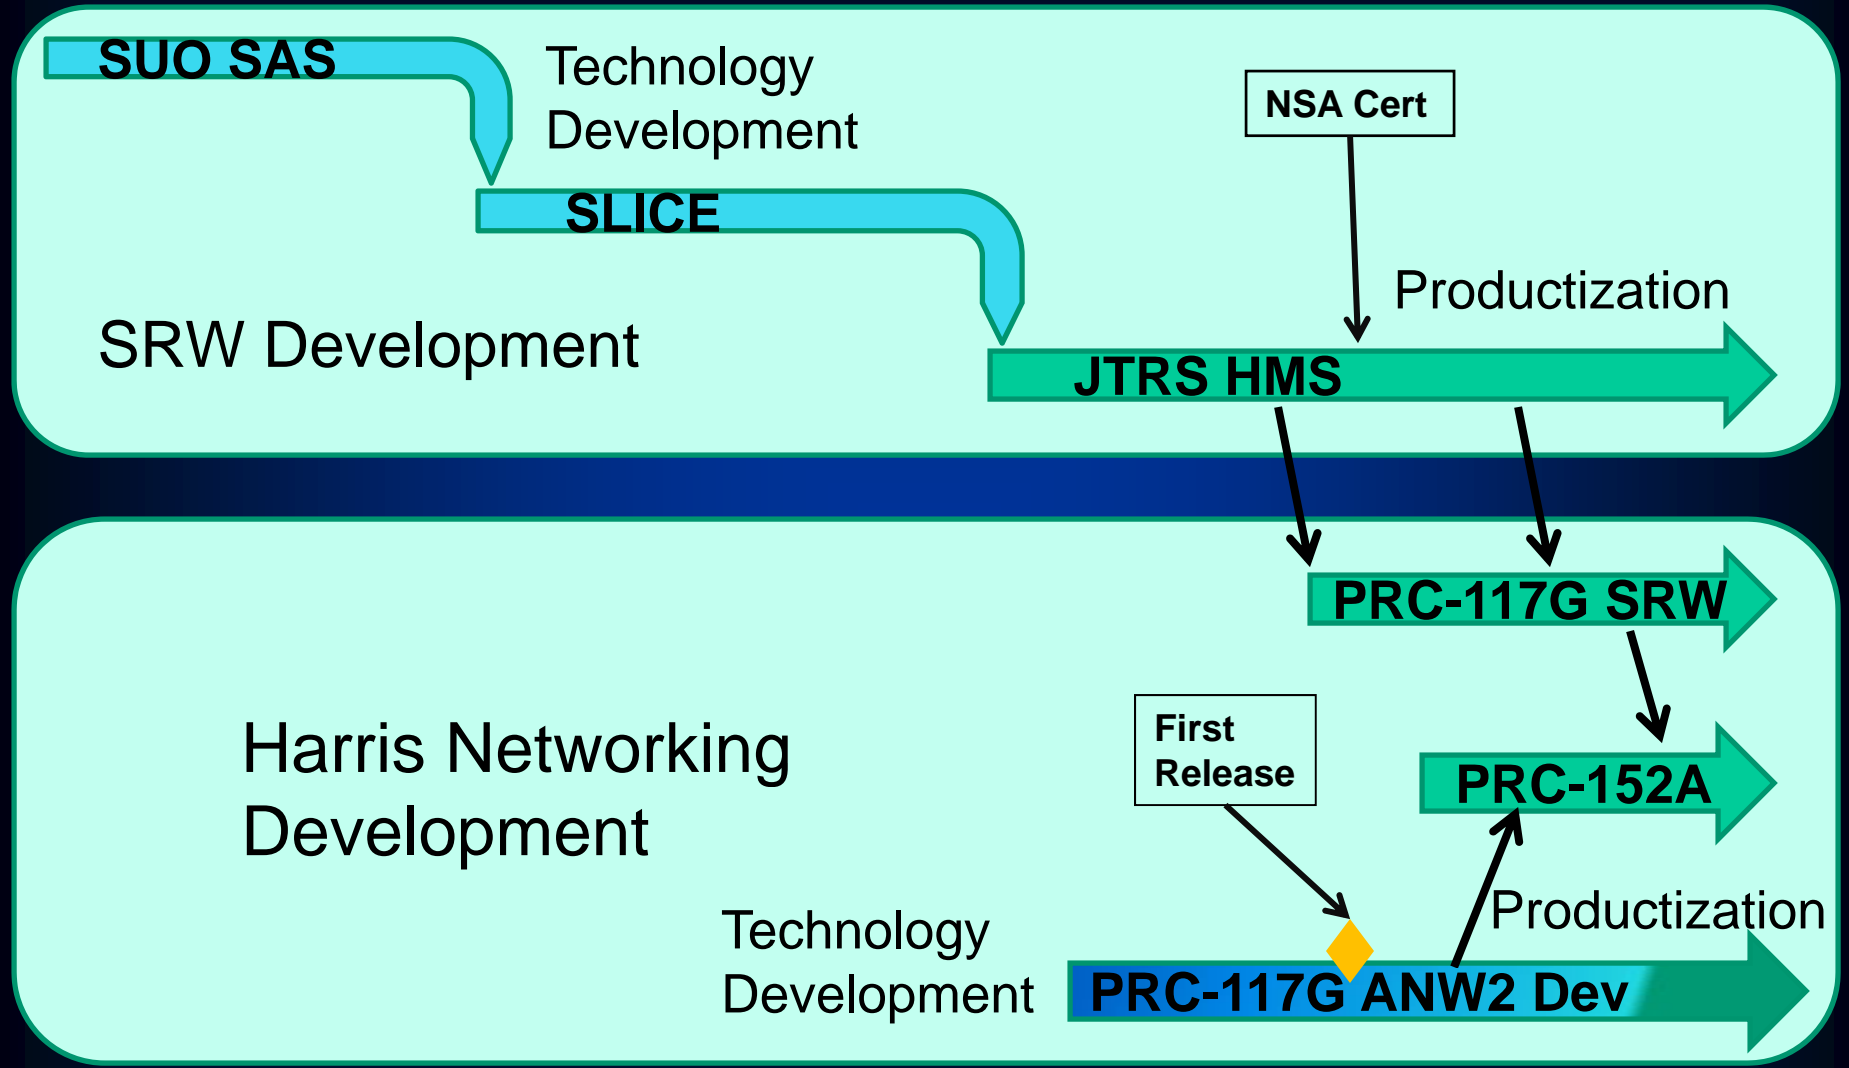 SUO SAS
Technology
Development
NSA Cert
SLICE
Productization
SRW Development
JTRS HMS
PRC-117G SRW
Harris Networking
Development
First
Release
PRC-152A
Productization
Technology
Development
PRC-117G ANW2 Dev